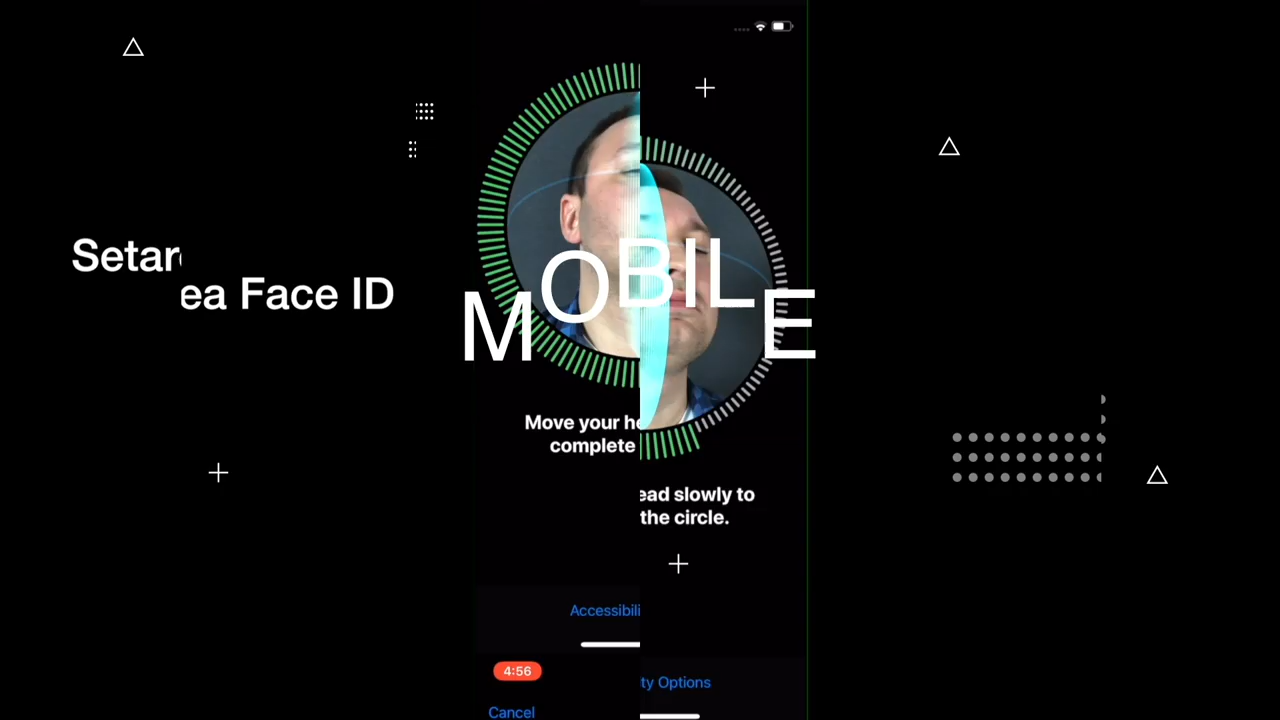 Setar
ea Face ID
MOBILE
Move your he
complete
ead slowly to
the circle.
Accessibili
ty Options
4:56
Cancel